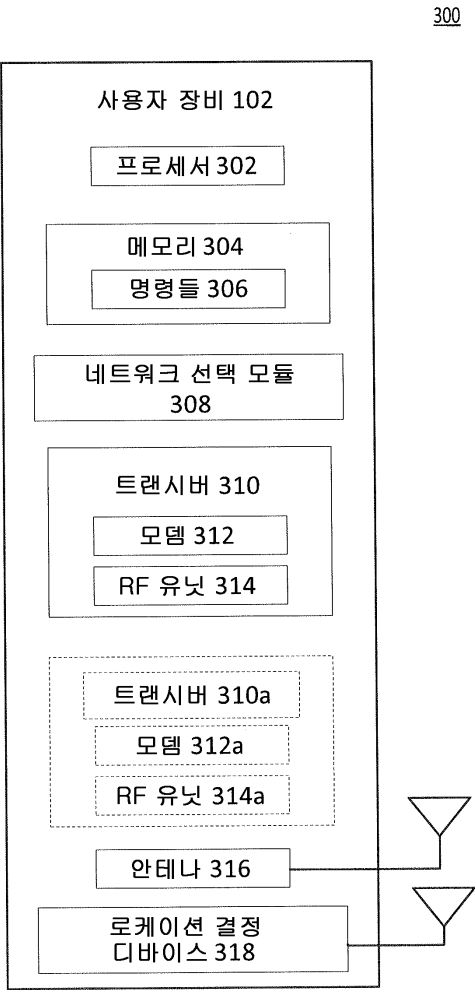 300
사용자 장비 102
프로세서 302
메모리 304
명령들 306
네트워크 선택 모듈
308
트랜시버 310
모뎀 312
RF 유닛 314
트랜시버 310a
모뎀 312a
RF 유닛 314a
안테나 316
로케이션 결정
디바이스 318